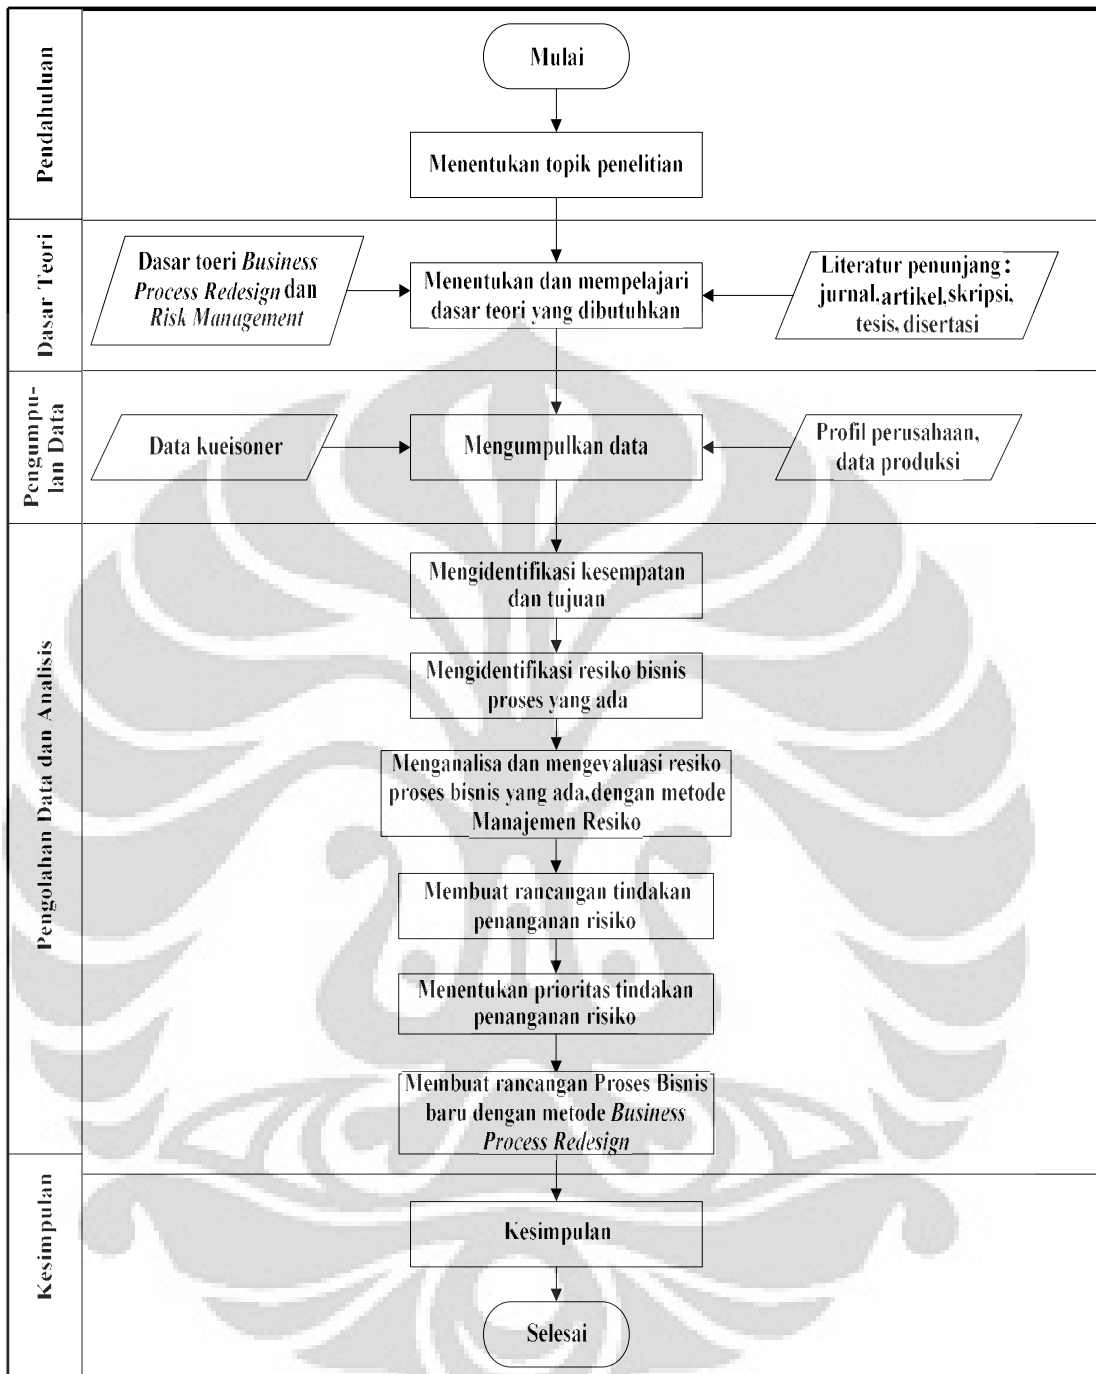 Pendahuluan
Mulai
Menentukan topik penelitian
Dasar Teori
Dasar toeri Business
Process Redesign dan
Risk Management
Menentukan dan mempelajari
dasar teori yang dibutuhkan
Literatur penunjang :
jurnal, artikel, skripsi,
tesis, disertasi
Pengumpu-
lan Data
Data kueisoner
Mengumpulkan data
Profil perusahaan,
data produksi
Pengolahan Data dan Analisis
Mengidentifikasi kesempatan
dan tujuan
Mengidentifikasi resiko bisnis
proses yang ada
Menganalisa dan mengevaluasi resiko
proses bisnis yang ada, dengan metode
Manajemen Resiko
Membuat rancangan tindakan
penanganan risiko
Menentukan prioritas tindakan
penanganan risiko
Membuat rancangan Proses Bisnis
baru dengan metode Business
Process Redesign
Kesimpulan
Kesimpulan
Selesai